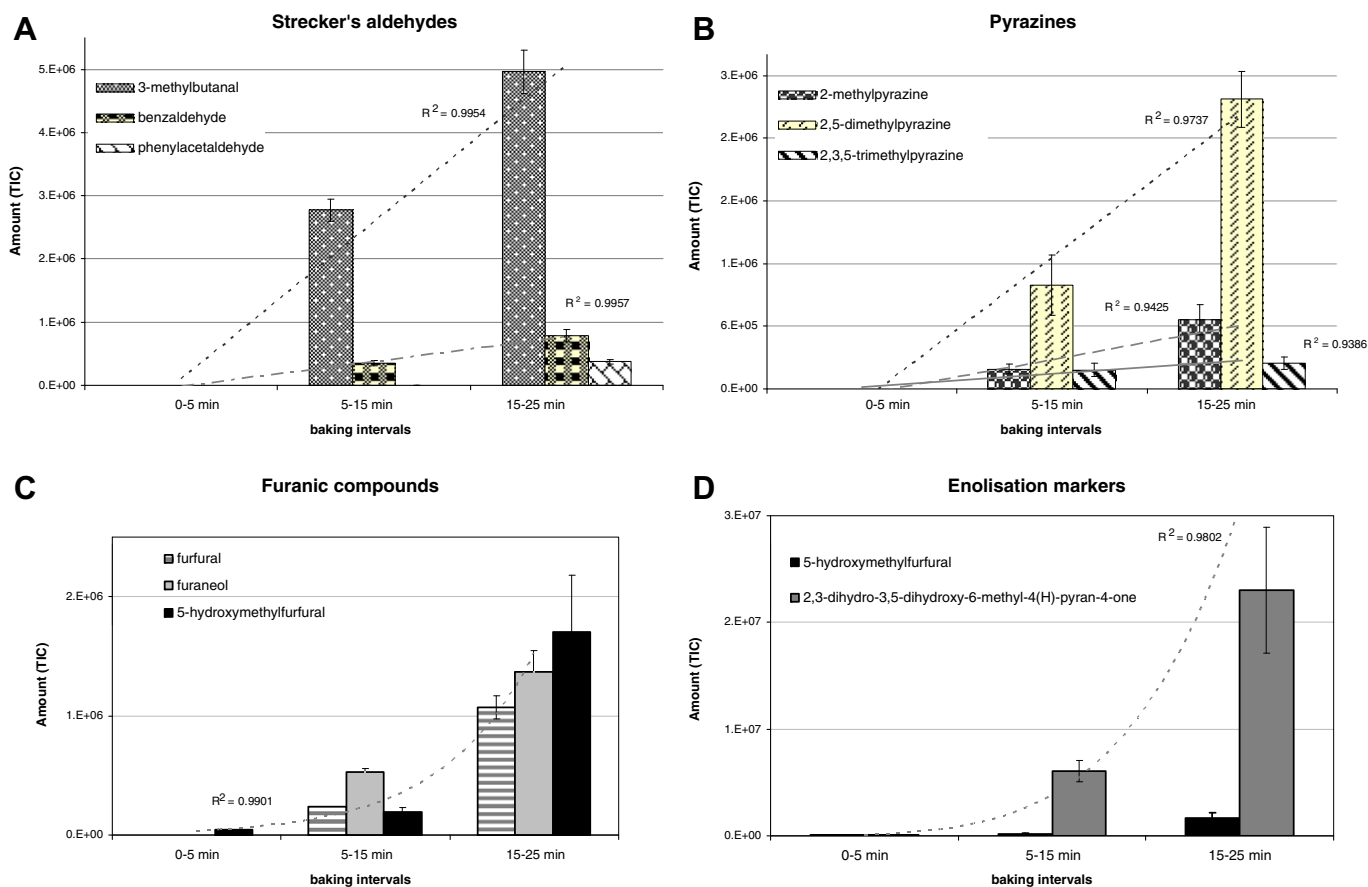 A
Strecker's aldehydes
5.E+06
4.E+06
3.E+06
2.E+06
1.E+06
0.E+00
Amount (TIC)
3-methylbutanal
benzaldehyde
phenylacetaldehyde
R² = 0.9954
R² = 0.9957
0-5 min 5-15 min 15-25 min
baking intervals
B
Pyrazines
3.E+06
2.E+06
2.E+06
1.E+06
6.E+05
0.E+00
Amount (TIC)
2-methylpyrazine
2,5-dimethylpyrazine
2,3,5-trimethylpyrazine
R² = 0.9737
R² = 0.9425
R² = 0.9386
0-5 min 5-15 min 15-25 min
baking intervals
C
Furanic compounds
2.E+06
1.E+06
0.E+00
Amount (TIC)
furfural
furaneol
5-hydroxymethylfurfural
R² = 0.9901
0-5 min 5-15 min 15-25 min
baking intervals
D
Enolisation markers
3.E+07
2.E+07
1.E+07
0.E+00
Amount (TIC)
5-hydroxymethylfurfural
2,3-dihydro-3,5-dihydroxy-6-methyl-4(H)-pyran-4-one
R² = 0.9802
0-5 min 5-15 min 15-25 min
baking intervals